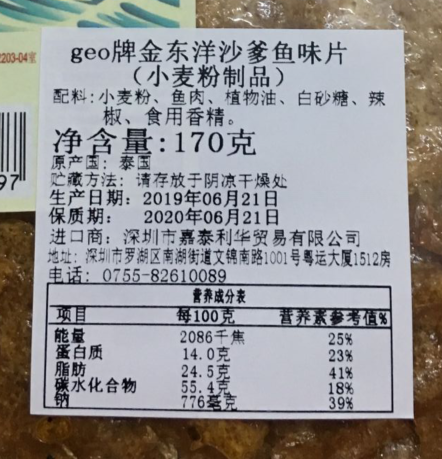 2203-04室
97
geo牌金东洋沙爹鱼味片
（小麦粉制品）
配料:小麦粉、鱼肉、植物油、白砂糖、辣
椒、食用香精。
净含量:170克
原产国: 泰国
贮藏方法: 请存放于阴凉干燥处
生产日期: 2019年06月21日
保质期: 2020年06月21日
进口商: 深圳市嘉泰利华贸易有限公司
地址: 深圳市罗湖区南湖街道文锦南路1001号粤运大厦1512房
电话: 0755-82610089
营养成分表
项目 每100克 营养素参考值%
能量 2086千焦 25%
蛋白质 14.0克 23%
脂肪 24.5克 41%
碳水化合物 55.4克 18%
钠 776毫克 39%